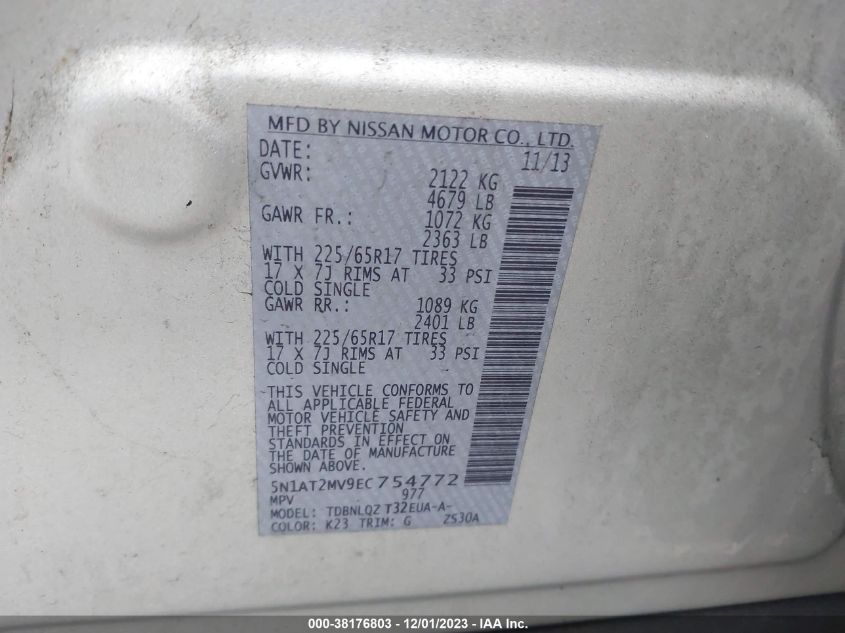 MFD BY NISSAN MOTOR CO., LTD.
DATE: 11/13
GVWR: 2122 KG
4679 LB
GAWR FR.: 1072 KG
2363 LB
WITH 225/65R17 TIRES
17 X 7J RIMS AT 33 PSI
COLD SINGLE
GAWR RR.: 1089 KG
2401 LB
WITH 225/65R17 TIRES
17 X 7J RIMS AT 33 PSI
COLD SINGLE
THIS VEHICLE CONFORMS TO
ALL APPLICABLE FEDERAL
MOTOR VEHICLE SAFETY AND
THEFT PREVENTION
STANDARDS IN EFFECT ON
THE DATE OF MANUFACTURE
SHOWN ABOVE.
5N1AT2MV9EC754772
MPV 977
MODEL: TDBNLQZ T32EUA-A-
COLOR: K23 TRIM: G ZS30A
000-38176803 - 12/01/2023 - IAA Inc.